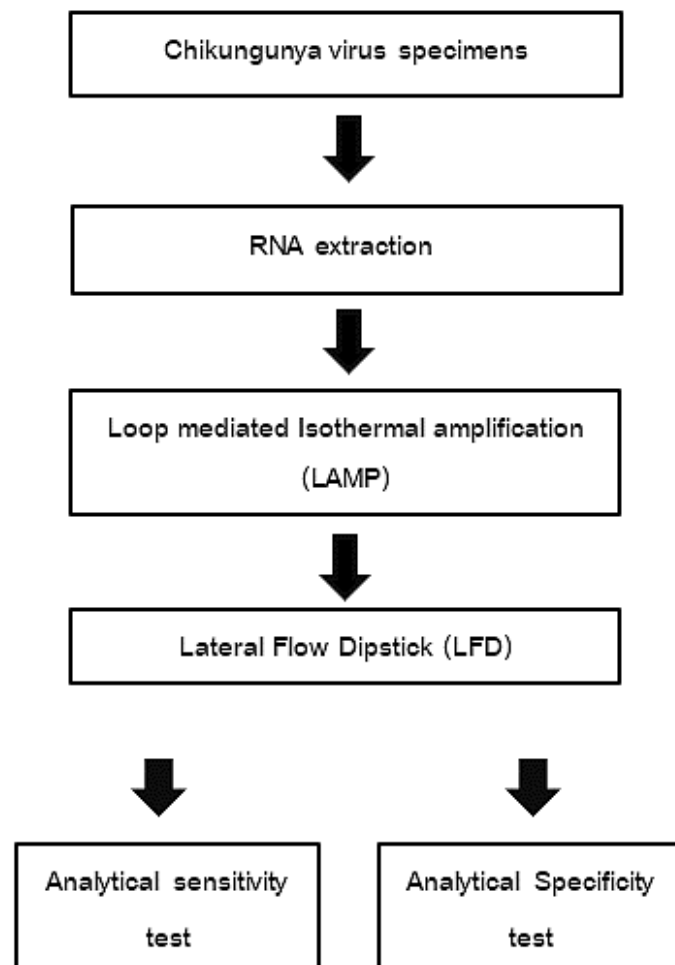 Chikungunya virus specimens
RNA extraction
Loop mediated Isothermal amplification
(LAMP)
Lateral Flow Dipstick (LFD)
Analytical sensitivity
test
Analytical Specificity
test